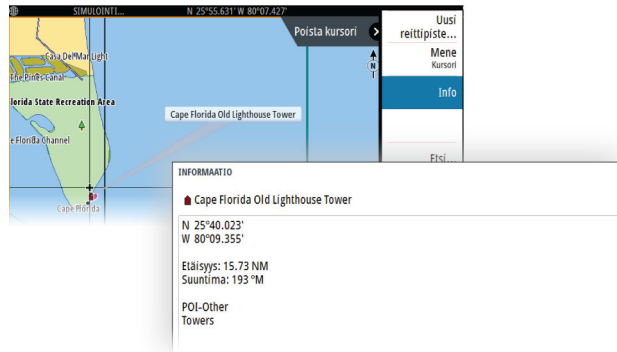 SIMULOINTI...
N 25°55.631' W 80°07.427'
Poista kursori
Uusi
reittipiste...
Mene
Kursori
Info
Etsi...
N
Casa Del Mar Light
The Pines Canal
lorida State Recreation Area
e Florida Channel
Cape Florida
Cape Florida Old Lighthouse Tower
INFORMAATIO
Cape Florida Old Lighthouse Tower
N 25°40.023'
W 80°09.355'
Etäisyys: 15.73 NM
Suuntima: 193 °M
POI-Other
Towers